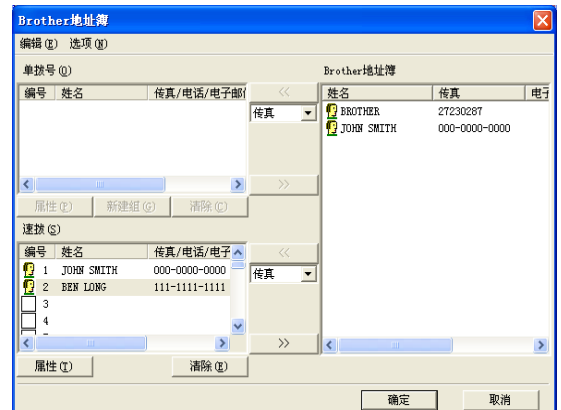 Brother地址簿
编辑(E) 选项(N)
单拨号(Q)
编号 姓名 传真/电话/电子邮
<<
传真
>>
属性(P) 新建组(G) 清除(C)
速拨(S)
编号 姓名 传真/电话/电子
1 JOHN SMITH 000-0000-0000
2 BEN LONG 111-1111-1111
3
4
<<
传真
>>
属性(T) 清除(E)
Brother地址簿
姓名 传真 电子
BROTHER 27230287
JOHN SMITH 000-0000-0000
确定 取消